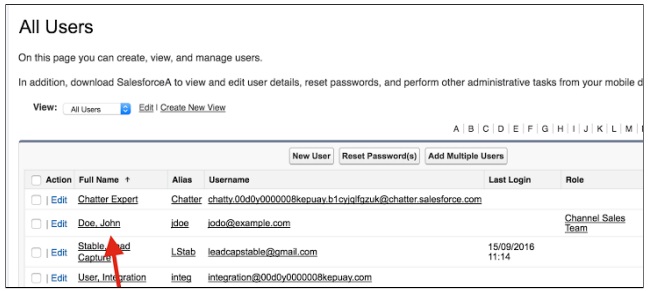 All Users
On this page you can create, view, and manage users.
In addition, download SalesforceA to view and edit user details, reset passwords, and perform other administrative tasks from your mobile d
View: All Users Edit | Create New View
A | B | C | D | E | F | G | H | I | J | K | L | M |
New User Reset Password(s) Add Multiple Users
Action Full Name ↑ Alias Username Last Login Role
| Edit Chatter Expert Chatter chatty.00d0y0000008kepuay.b1cyjqlfgzuk@chatter.salesforce.com
| Edit Doe, John jdoe jodo@example.com Channel Sales
Team
| Edit Stable, Lead
Capture LStab leadcapstable@gmail.com 15/09/2016
11:14
| Edit User, Integration integ integration@00d0y0000008kepuay.com